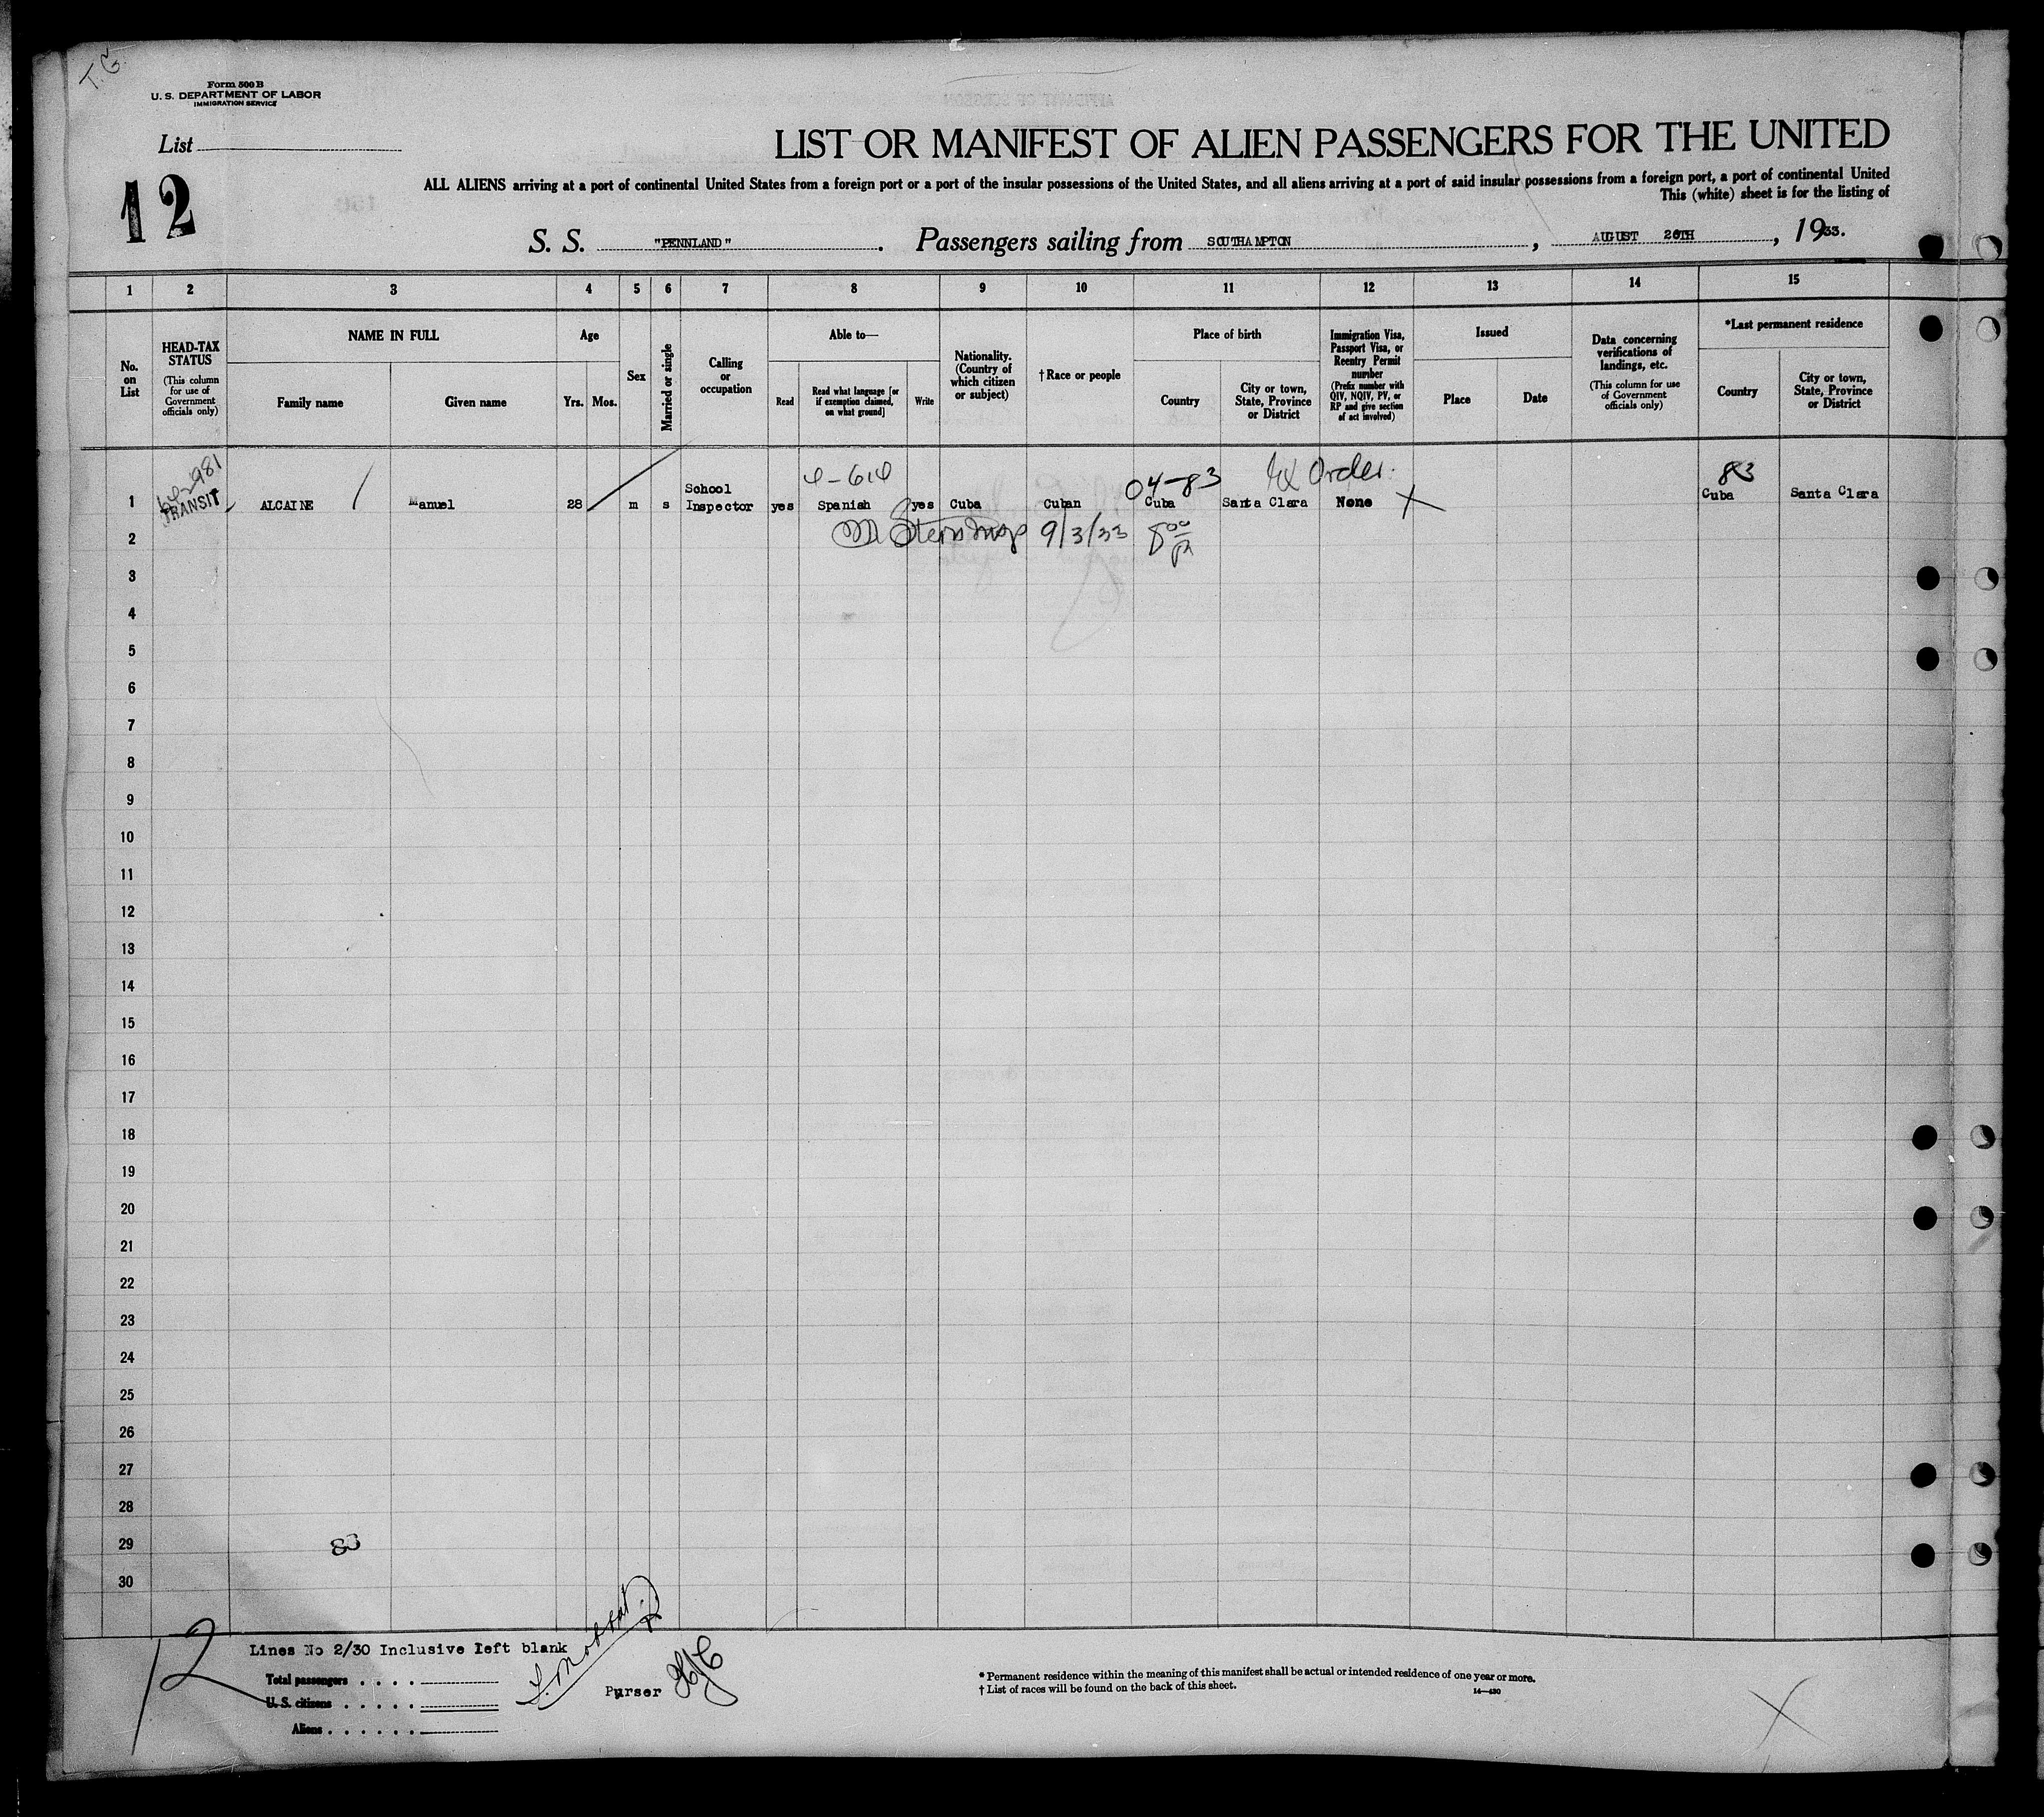 T.G.
Form 500 B
U. S. DEPARTMENT OF LABOR
IMMIGRATION SERVICE
List
12
LIST OR MANIFEST OF ALIEN PASSENGERS FOR THE UNITED
ALL ALIENS arriving at a port of continental United States from a foreign port or a port of the insular possessions of the United States, and all aliens arriving at a port of said insular possessions from a foreign port, a port of continental United
This (white) sheet is for the listing of
S. S. "PENNLAND". Passengers sailing from SOUTHAMPTON, AUGUST 26TH, 1933.
1 2 3 4 5 6 7 8 9 10 11 12 13 14 15
No. on List
HEAD-TAX STATUS (This column for use of Government officials only)
NAME IN FULL
Family name
Given name
Age
Yrs. Mos.
Sex
Married or single
Calling or occupation
Able to—
Read
Read what language [or if exemption claimed, on what ground]
Write
Nationality. (Country of which citizen or subject)
† Race or people
Place of birth
Country
City or town, State, Province or District
Immigration Visa, Passport Visa, or Reentry Permit number (Prefix number with QIV, NQIV, PV, or RP and give section of act involved)
Issued
Place
Date
Data concerning verifications of landings, etc. (This column for use of Government officials only)
*Last permanent residence
Country
City or town, State, Province or District
04-83 Ex Order. 83
1 TRANSIT ALCAINE Manuel 28 m s School Inspector yes Spanish yes Cuba Cuban Cuba Santa Clara None X Cuba Santa Clara
2 M Stern Insp 9/3/33 8 00
3
4
5
6
7
8
9
10
11
12
13
14
15
16
17
18
19
20
21
22
23
24
25
26
27
28
29 83
30
12
Lines No 2/30 Inclusive left blank
Total passengers
U. S. citizens
Aliens
Purser
* Permanent residence within the meaning of this manifest shall be actual or intended residence of one year or more.
† List of races will be found on the back of this sheet.
14—430
X